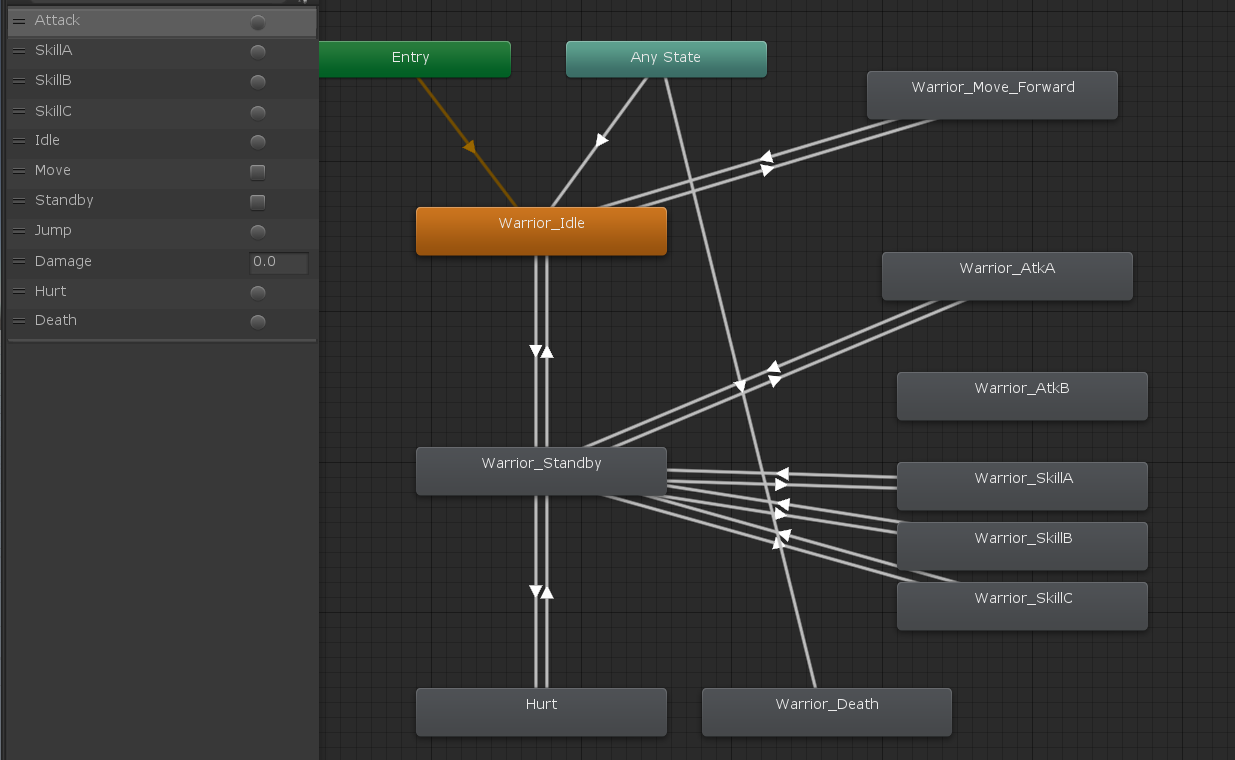 Attack
SkillA
SkillB
SkillC
Idle
Move
Standby
Jump
Damage 0.0
Hurt
Death
Entry
Any State
Warrior_Move_Forward
Warrior_Idle
Warrior_AtkA
Warrior_AtkB
Warrior_Standby
Warrior_SkillA
Warrior_SkillB
Warrior_SkillC
Hurt
Warrior_Death